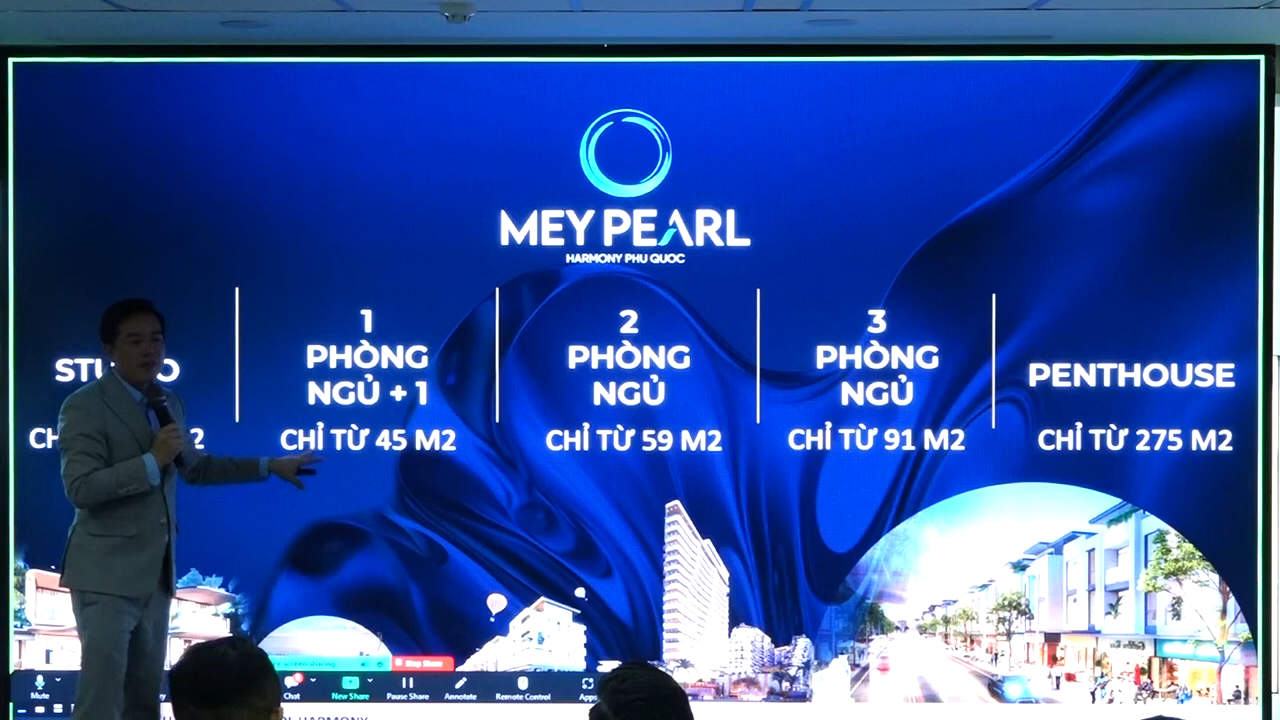 MEY PEARL
HARMONY PHU QUOC
1
PHÒNG
NGỦ + 1
CHỈ TỪ 45 M2
2
PHÒNG
NGỦ
CHỈ TỪ 59 M2
3
PHÒNG
NGỦ
CHỈ TỪ 91 M2
PENTHOUSE
CHỈ TỪ 275 M2
Stop Share
Mute
Chat
New Share
Pause Share
Annotate
Remote Control
Apps